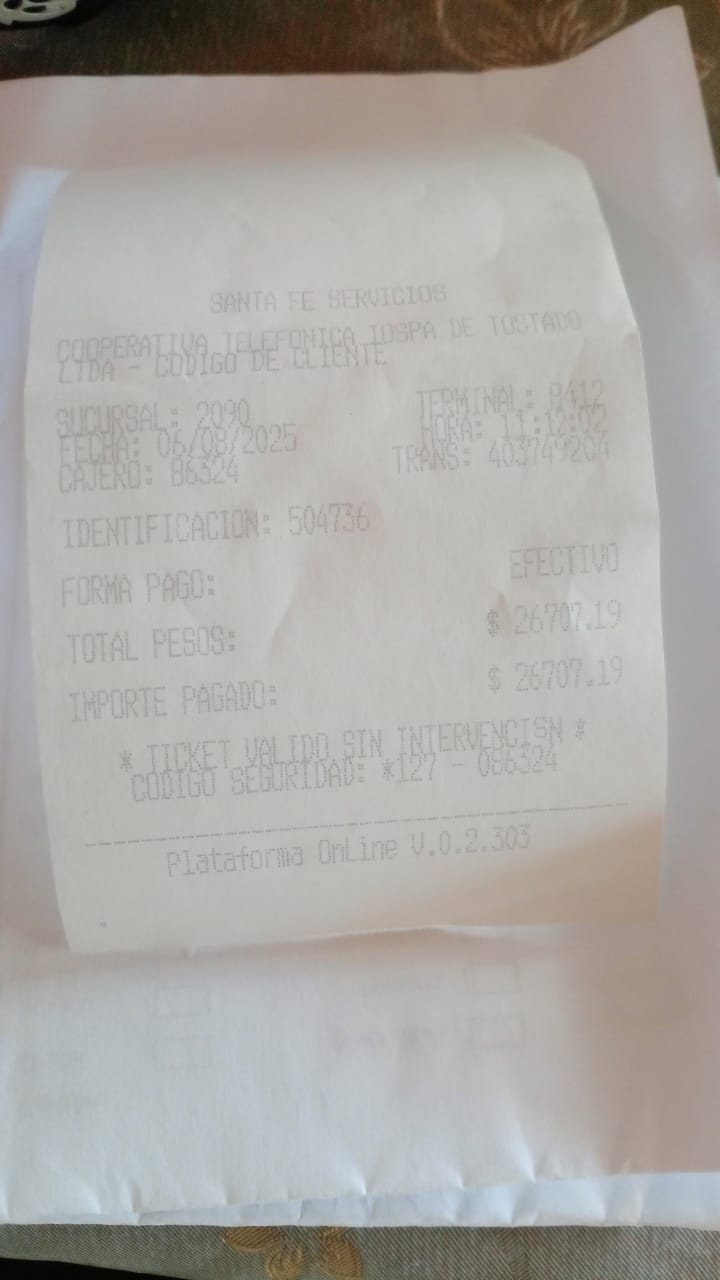 SANTA FE SERVICIOS
COOPERATIVA TELEFONICA IUSPA DE TOSTADO
LTDA - CODIGO DE CLIENTE
SUCURSAL: 2090 TERMINAL: 8412
FECHA: 06/08/2025 HORA: 11:12:02
CAJERO: 86324 TRANS: 403749204
IDENTIFICACION: 504736
FORMA PAGO: EFECTIVO
TOTAL PESOS: $ 26707.19
IMPORTE PAGADO: $ 26707.19
* TICKET VALIDO SIN INTERVENCISN *
CODIGO SEGURIDAD: *127 - 086324
Plataforma OnLine V.0.2.303